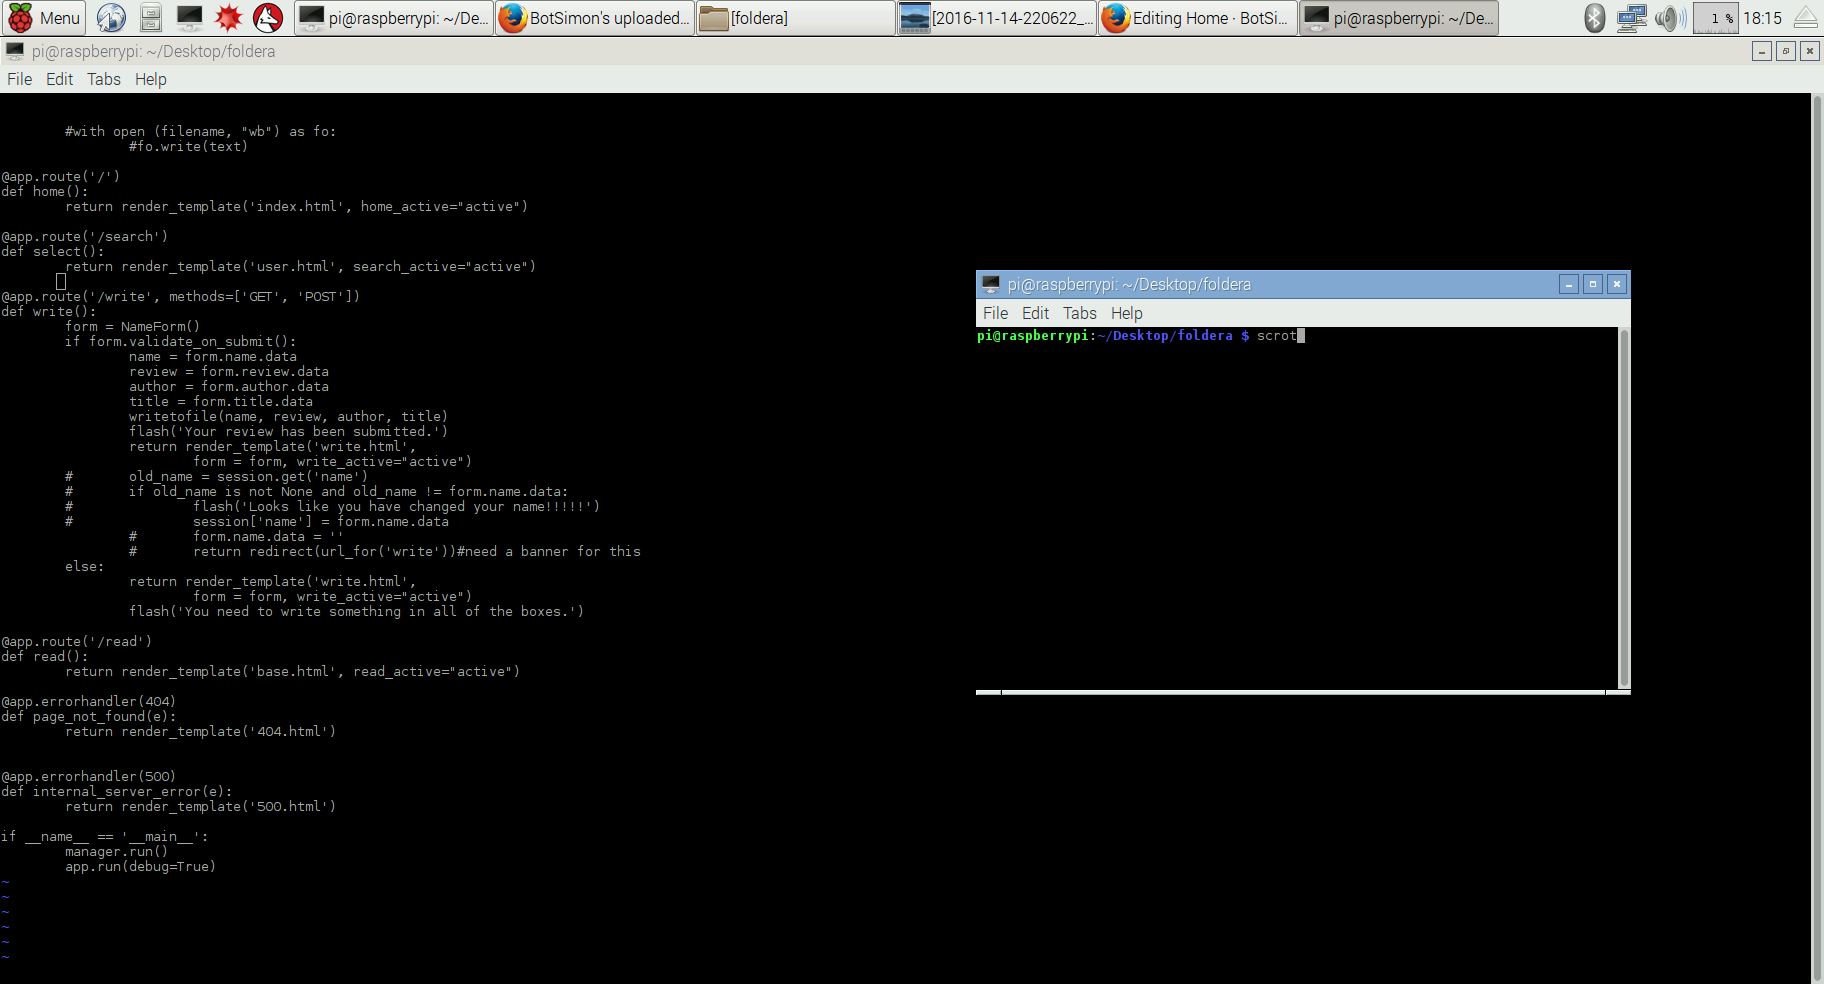 Menu
pi@raspberrypi: ~/De...
BotSimon's uploaded...
[foldera]
[2016-11-14-220622_...
Editing Home · BotSi...
pi@raspberrypi: ~/De...
1 %
18:15
pi@raspberrypi: ~/Desktop/foldera
File Edit Tabs Help
#with open (filename, "wb") as fo:
#fo.write(text)
@app.route('/')
def home():
return render_template('index.html', home_active="active")
@app.route('/search')
def select():
return render_template('user.html', search_active="active")
@app.route('/write', methods=['GET', 'POST'])
def write():
form = NameForm()
if form.validate_on_submit():
name = form.name.data
review = form.review.data
author = form.author.data
title = form.title.data
writetofile(name, review, author, title)
flash('Your review has been submitted.')
return render_template('write.html',
form = form, write_active="active")
# old_name = session.get('name')
# if old_name is not None and old_name != form.name.data:
# flash('Looks like you have changed your name!!!!!')
# session['name'] = form.name.data
# form.name.data = ''
# return redirect(url_for('write'))#need a banner for this
else:
return render_template('write.html',
form = form, write_active="active")
flash('You need to write something in all of the boxes.')
@app.route('/read')
def read():
return render_template('base.html', read_active="active")
@app.errorhandler(404)
def page_not_found(e):
return render_template('404.html')
@app.errorhandler(500)
def internal_server_error(e):
return render_template('500.html')
if __name__ == '__main__':
manager.run()
app.run(debug=True)
~
~
~
~
~
~
pi@raspberrypi: ~/Desktop/foldera
File Edit Tabs Help
pi@raspberrypi:~/Desktop/foldera $ scrot